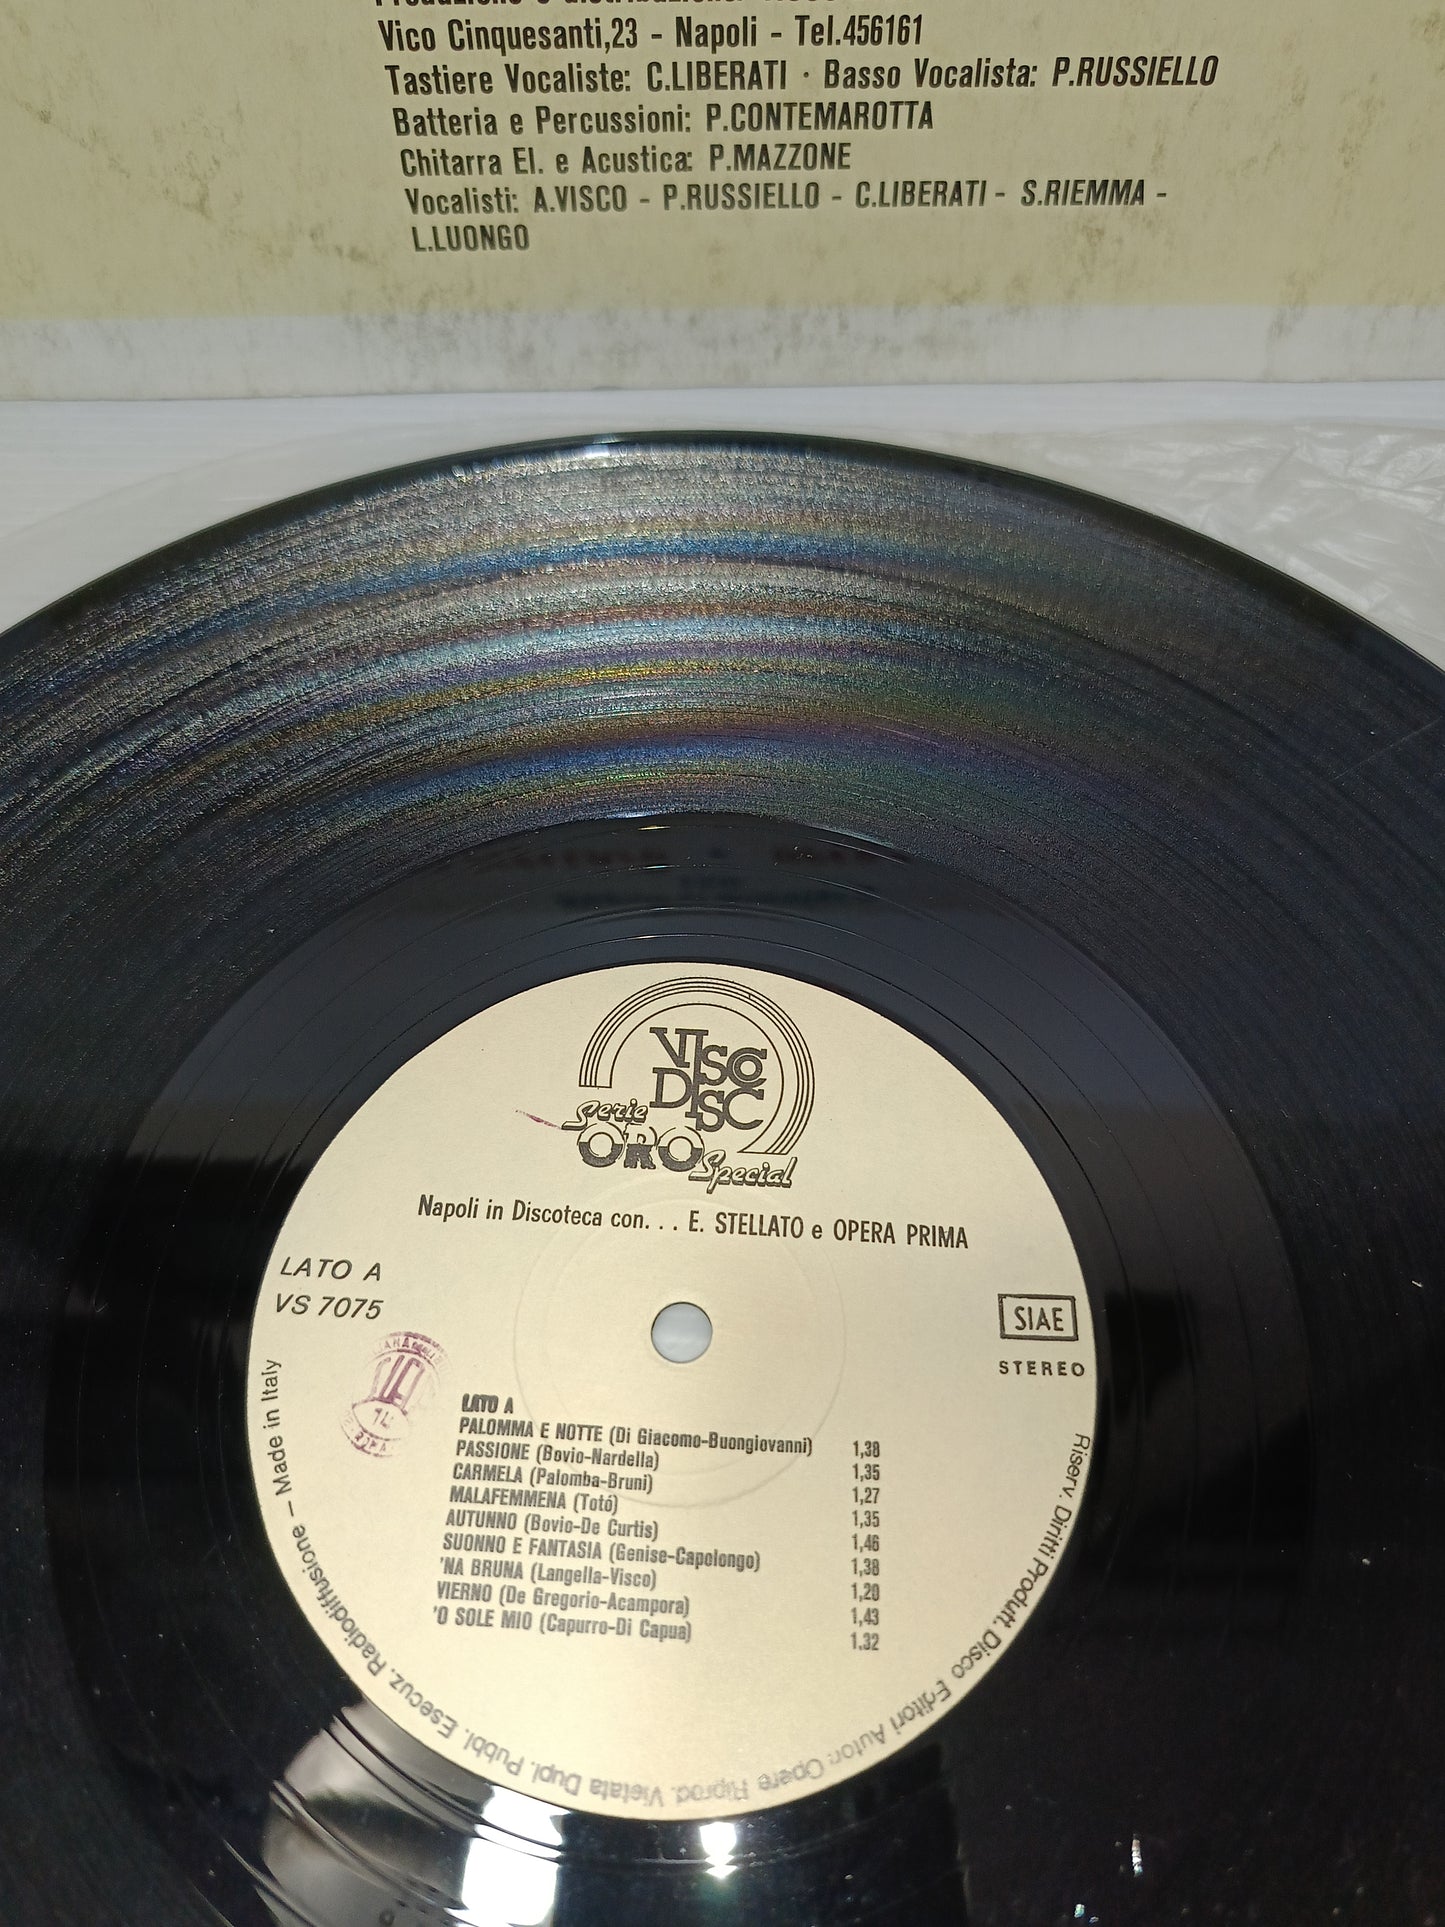 Vico Cinquesanti,23 - Napoli - Tel.456161
Tastiere Vocaliste: C.LIBERATI · Basso Vocalista: P.RUSSIELLO
Batteria e Percussioni: P.CONTEMAROTTA
Chitarra El. e Acustica: P.MAZZONE
Vocalisti: A.VISCO - P.RUSSIELLO - C.LIBERATI - S.RIEMMA -
L.LUONGO
VISCO
DISC
Serie
ORO Special
Napoli in Discoteca con. . . E. STELLATO e OPERA PRIMA
LATO A
VS 7075
SIAE
STEREO
LATO A
PALOMMA E NOTTE (Di Giacomo-Buongiovanni) 1,38
PASSIONE (Bovio-Nardella) 1,35
CARMELA (Palomba-Bruni) 1,27
MALAFEMMENA (Totó) 1,35
AUTUNNO (Bovio-De Curtis) 1,46
SUONNO E FANTASIA (Genise-Capolongo) 1,38
'NA BRUNA (Langella-Visco) 1,20
VIERNO (De Gregorio-Acampora) 1,43
'O SOLE MIO (Capurro-Di Capua) 1,32
Riserv. Diritti Produtt. Disco Editori Autor: Opere Riprod. Vietata Dupl. Pubbl. Esecuz. Radiodiffusione – Made in Italy